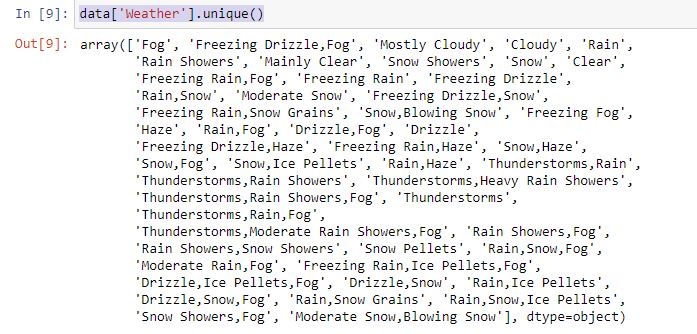 In [9]: data['Weather'].unique()
Out[9]: array(['Fog', 'Freezing Drizzle,Fog', 'Mostly Cloudy', 'Cloudy', 'Rain',
'Rain Showers', 'Mainly Clear', 'Snow Showers', 'Snow', 'Clear',
'Freezing Rain,Fog', 'Freezing Rain', 'Freezing Drizzle',
'Rain,Snow', 'Moderate Snow', 'Freezing Drizzle,Snow',
'Freezing Rain,Snow Grains', 'Snow,Blowing Snow', 'Freezing Fog',
'Haze', 'Rain,Fog', 'Drizzle,Fog', 'Drizzle',
'Freezing Drizzle,Haze', 'Freezing Rain,Haze', 'Snow,Haze',
'Snow,Fog', 'Snow,Ice Pellets', 'Rain,Haze', 'Thunderstorms,Rain',
'Thunderstorms,Rain Showers', 'Thunderstorms,Heavy Rain Showers',
'Thunderstorms,Rain Showers,Fog', 'Thunderstorms',
'Thunderstorms,Rain,Fog',
'Thunderstorms,Moderate Rain Showers,Fog', 'Rain Showers,Fog',
'Rain Showers,Snow Showers', 'Snow Pellets', 'Rain,Snow,Fog',
'Moderate Rain,Fog', 'Freezing Rain,Ice Pellets,Fog',
'Drizzle,Ice Pellets,Fog', 'Drizzle,Snow', 'Rain,Ice Pellets',
'Drizzle,Snow,Fog', 'Rain,Snow Grains', 'Rain,Snow,Ice Pellets',
'Snow Showers,Fog', 'Moderate Snow,Blowing Snow'], dtype=object)